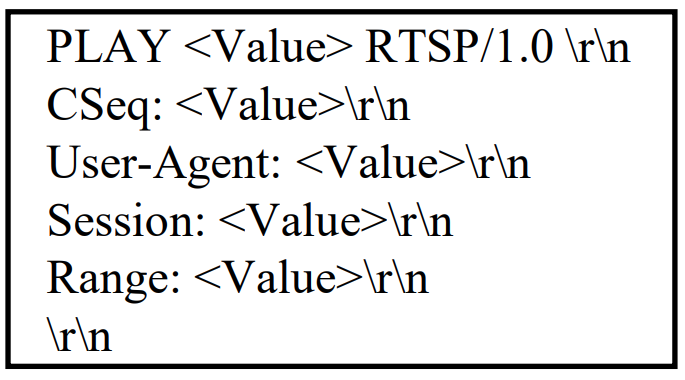 PLAY <Value> RTSP/1.0 \r\n
CSeq: <Value>\r\n
User-Agent: <Value>\r\n
Session: <Value>\r\n
Range: <Value>\r\n
\r\n